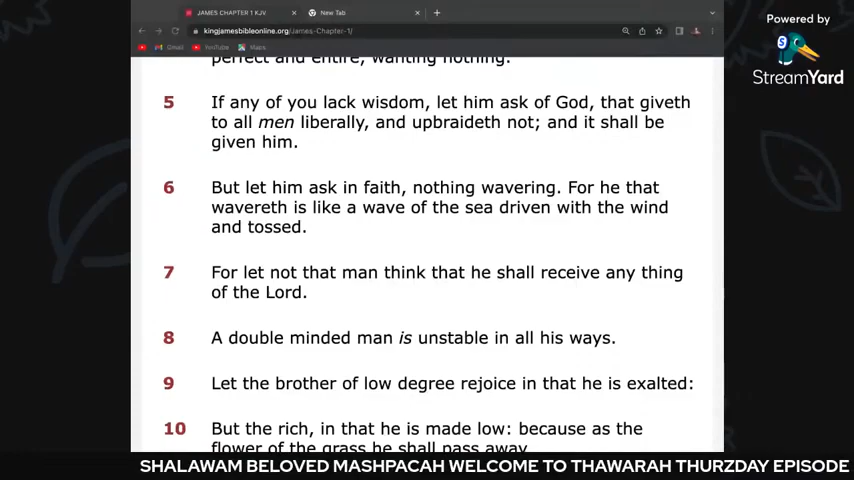 JAMES CHAPTER 1 KJV
New Tab
kingjamesbibleonline.org/James-Chapter-1/
Gmail
YouTube
Maps
Powered by
StreamYard
perfect and entire, wanting nothing.
5 If any of you lack wisdom, let him ask of God, that giveth
to all men liberally, and upbraideth not; and it shall be
given him.
6 But let him ask in faith, nothing wavering. For he that
wavereth is like a wave of the sea driven with the wind
and tossed.
7 For let not that man think that he shall receive any thing
of the Lord.
8 A double minded man is unstable in all his ways.
9 Let the brother of low degree rejoice in that he is exalted:
10 But the rich, in that he is made low: because as the
flower of the grass he shall pass away
SHALAWAM BELOVED MASHPACAH WELCOME TO THAWARAH THURZDAY EPISODE